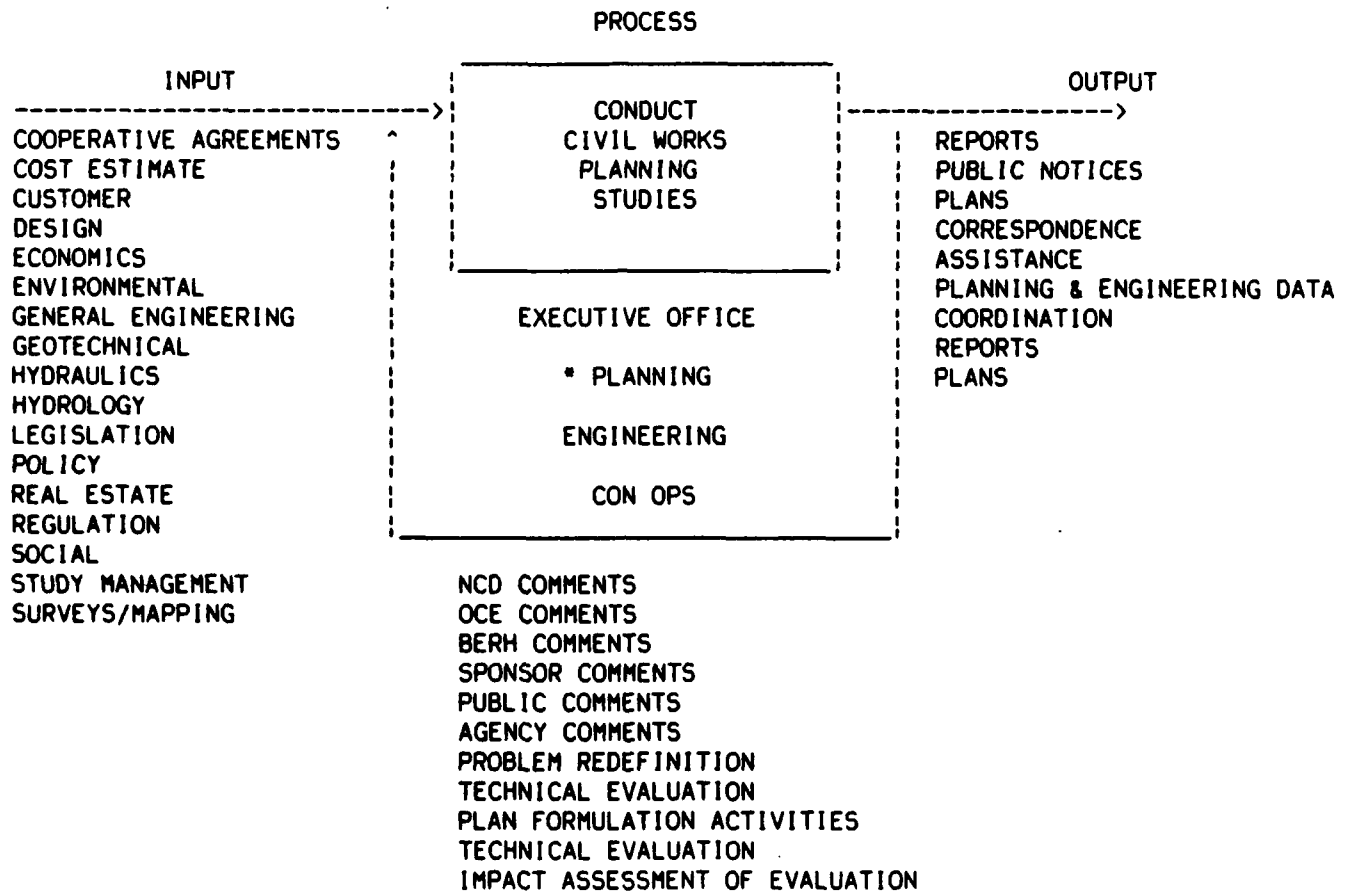 PROCESS
INPUT
OUTPUT
CONDUCT
CIVIL WORKS
PLANNING
STUDIES
COOPERATIVE AGREEMENTS
COST ESTIMATE
CUSTOMER
DESIGN
ECONOMICS
ENVIRONMENTAL
GENERAL ENGINEERING
GEOTECHNICAL
HYDRAULICS
HYDROLOGY
LEGISLATION
POLICY
REAL ESTATE
REGULATION
SOCIAL
STUDY MANAGEMENT
SURVEYS/MAPPING
EXECUTIVE OFFICE
* PLANNING
ENGINEERING
CON OPS
REPORTS
PUBLIC NOTICES
PLANS
CORRESPONDENCE
ASSISTANCE
PLANNING & ENGINEERING DATA
COORDINATION
REPORTS
PLANS
NCD COMMENTS
OCE COMMENTS
BERH COMMENTS
SPONSOR COMMENTS
PUBLIC COMMENTS
AGENCY COMMENTS
PROBLEM REDEFINITION
TECHNICAL EVALUATION
PLAN FORMULATION ACTIVITIES
TECHNICAL EVALUATION
IMPACT ASSESSMENT OF EVALUATION